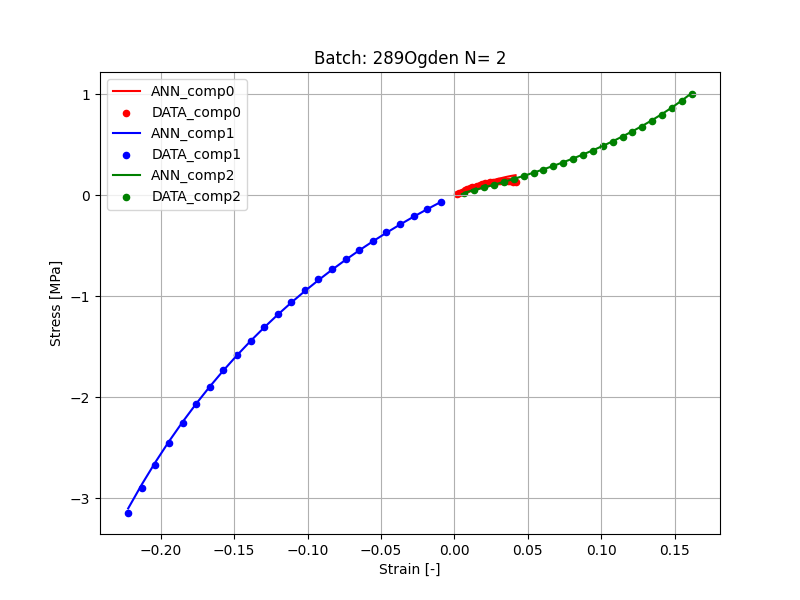 Batch: 289Ogden N= 2
ANN_comp0
DATA_comp0
ANN_comp1
DATA_comp1
ANN_comp2
DATA_comp2
1
0
−1
−2
−3
Stress [MPa]
−0.20
−0.15
−0.10
−0.05
0.00
0.05
0.10
0.15
Strain [-]